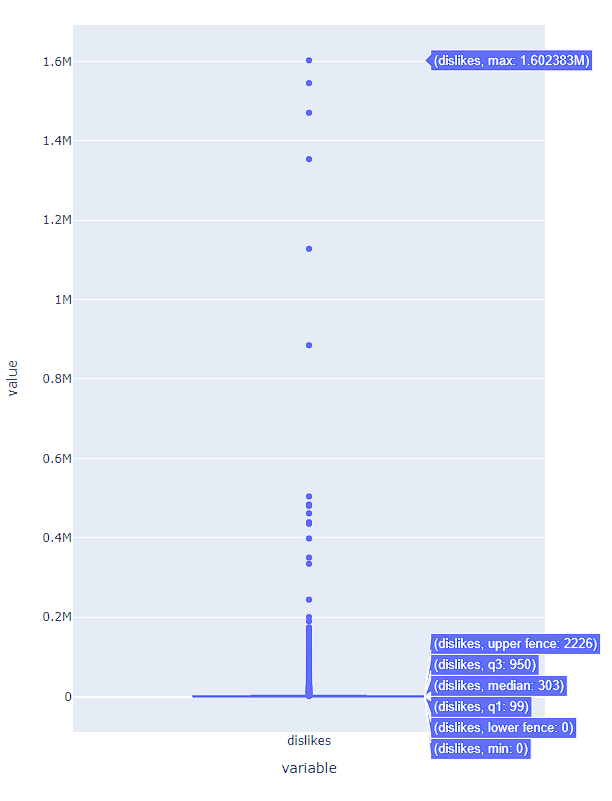 1.6M
(dislikes, max: 1.602383M)
1.4M
1.2M
1M
value
0.8M
0.6M
0.4M
0.2M
(dislikes, upper fence: 2226)
(dislikes, q3: 950)
(dislikes, median: 303)
0
(dislikes, q1: 99)
(dislikes, lower fence: 0)
dislikes
(dislikes, min: 0)
variable